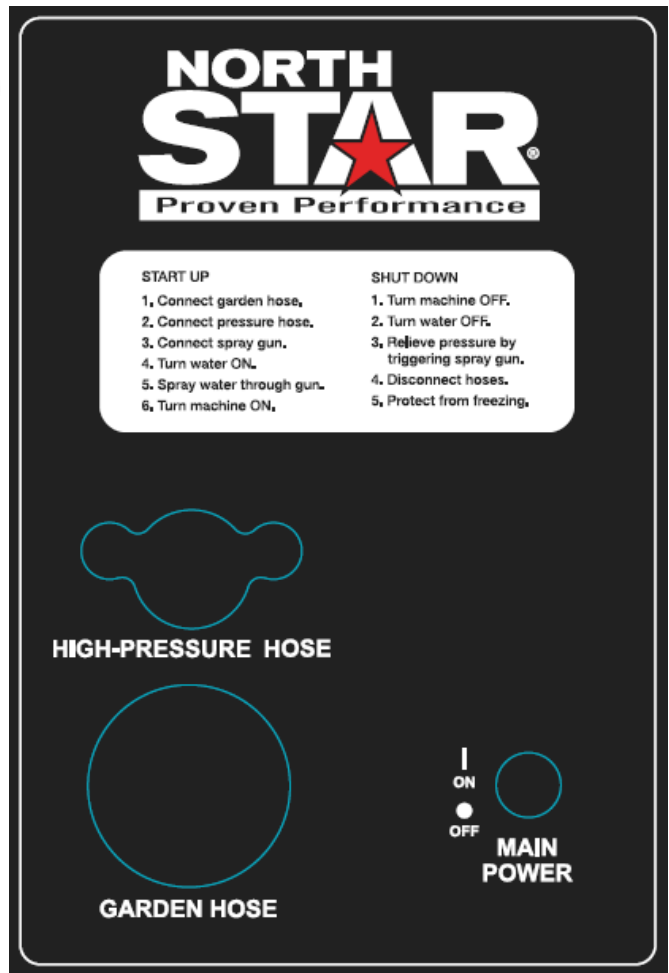 NORTH
STAR®
Proven Performance
START UP
1. Connect garden hose.
2. Connect pressure hose.
3. Connect spray gun.
4. Turn water ON.
5. Spray water through gun.
6. Turn machine ON.
SHUT DOWN
1. Turn machine OFF.
2. Turn water OFF.
3. Relieve pressure by
triggering spray gun.
4. Disconnect hoses.
5. Protect from freezing.
HIGH-PRESSURE HOSE
GARDEN HOSE
ON
OFF
MAIN
POWER